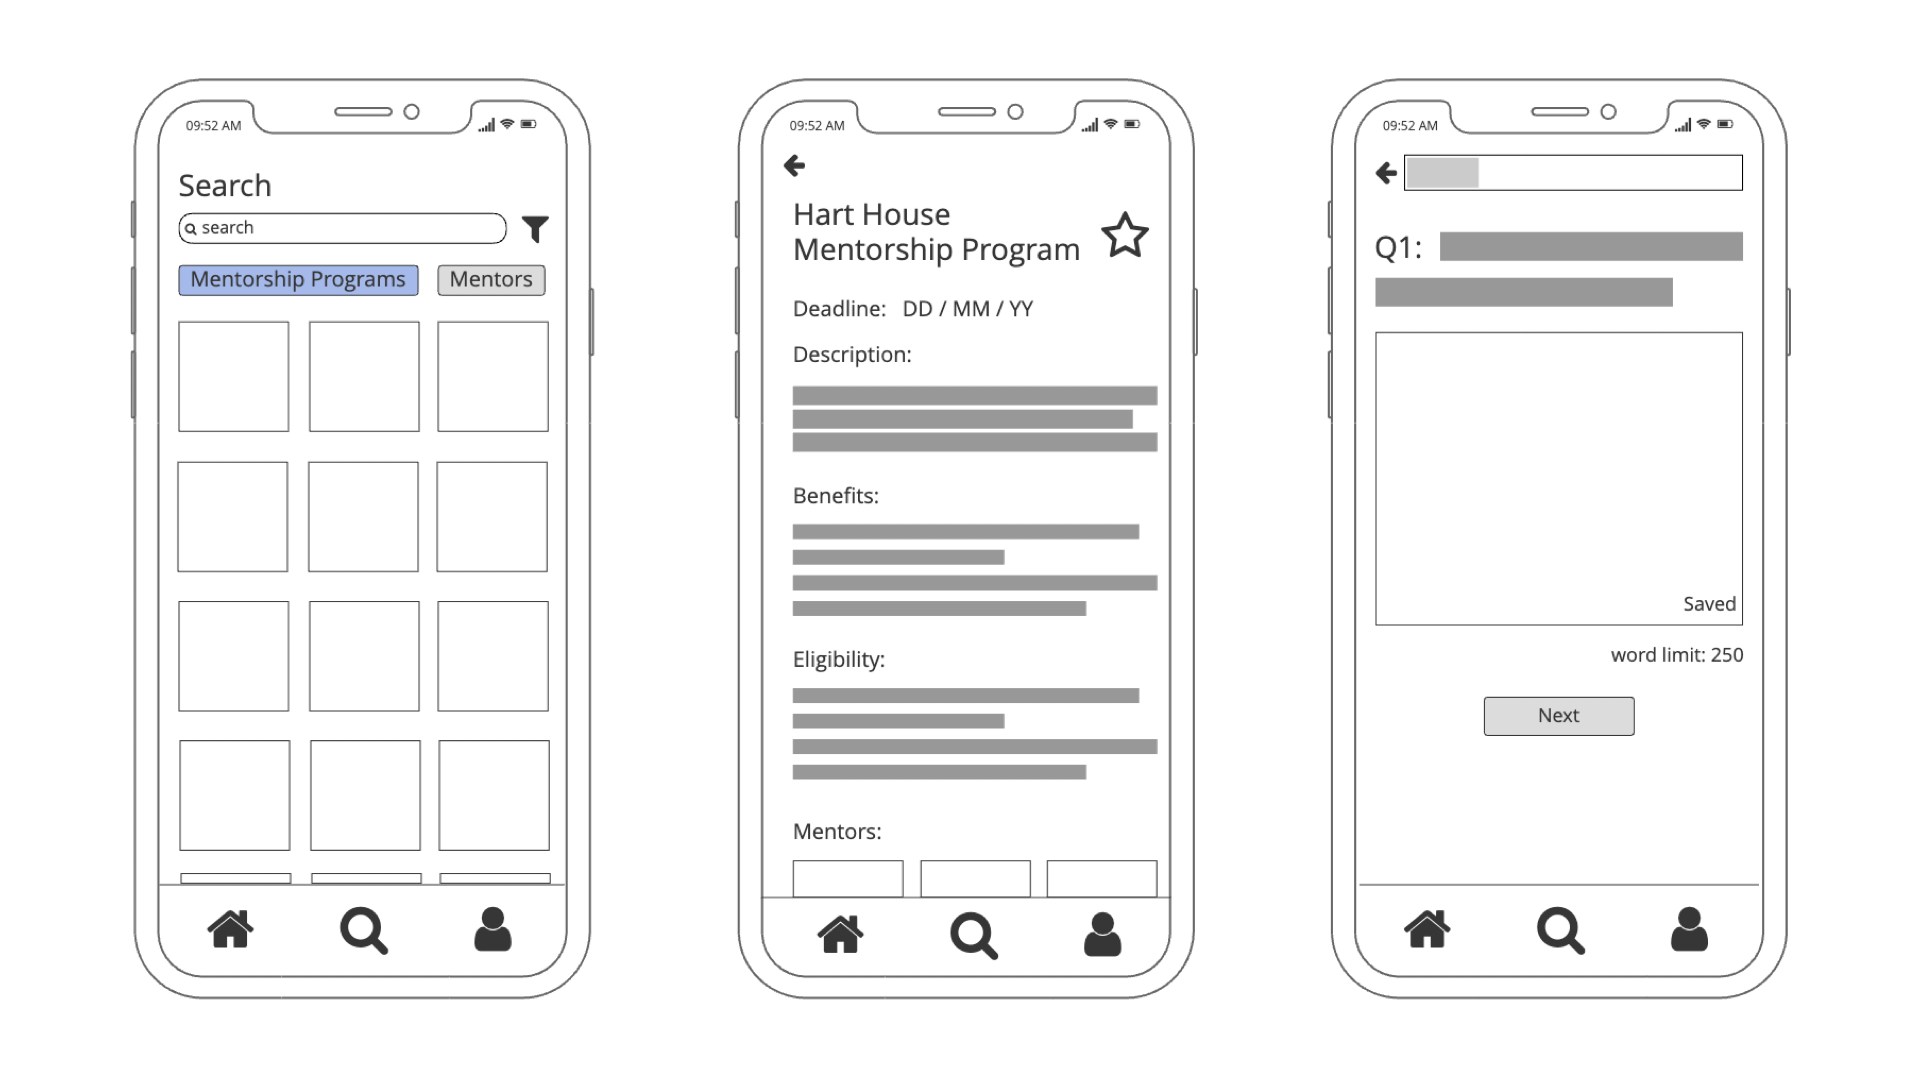 09:52 AM
Search
search
Mentorship Programs
Mentors
09:52 AM
Hart House
Mentorship Program
Deadline: DD / MM / YY
Description:
Benefits:
Eligibility:
Mentors:
09:52 AM
Q1:
Saved
word limit: 250
Next